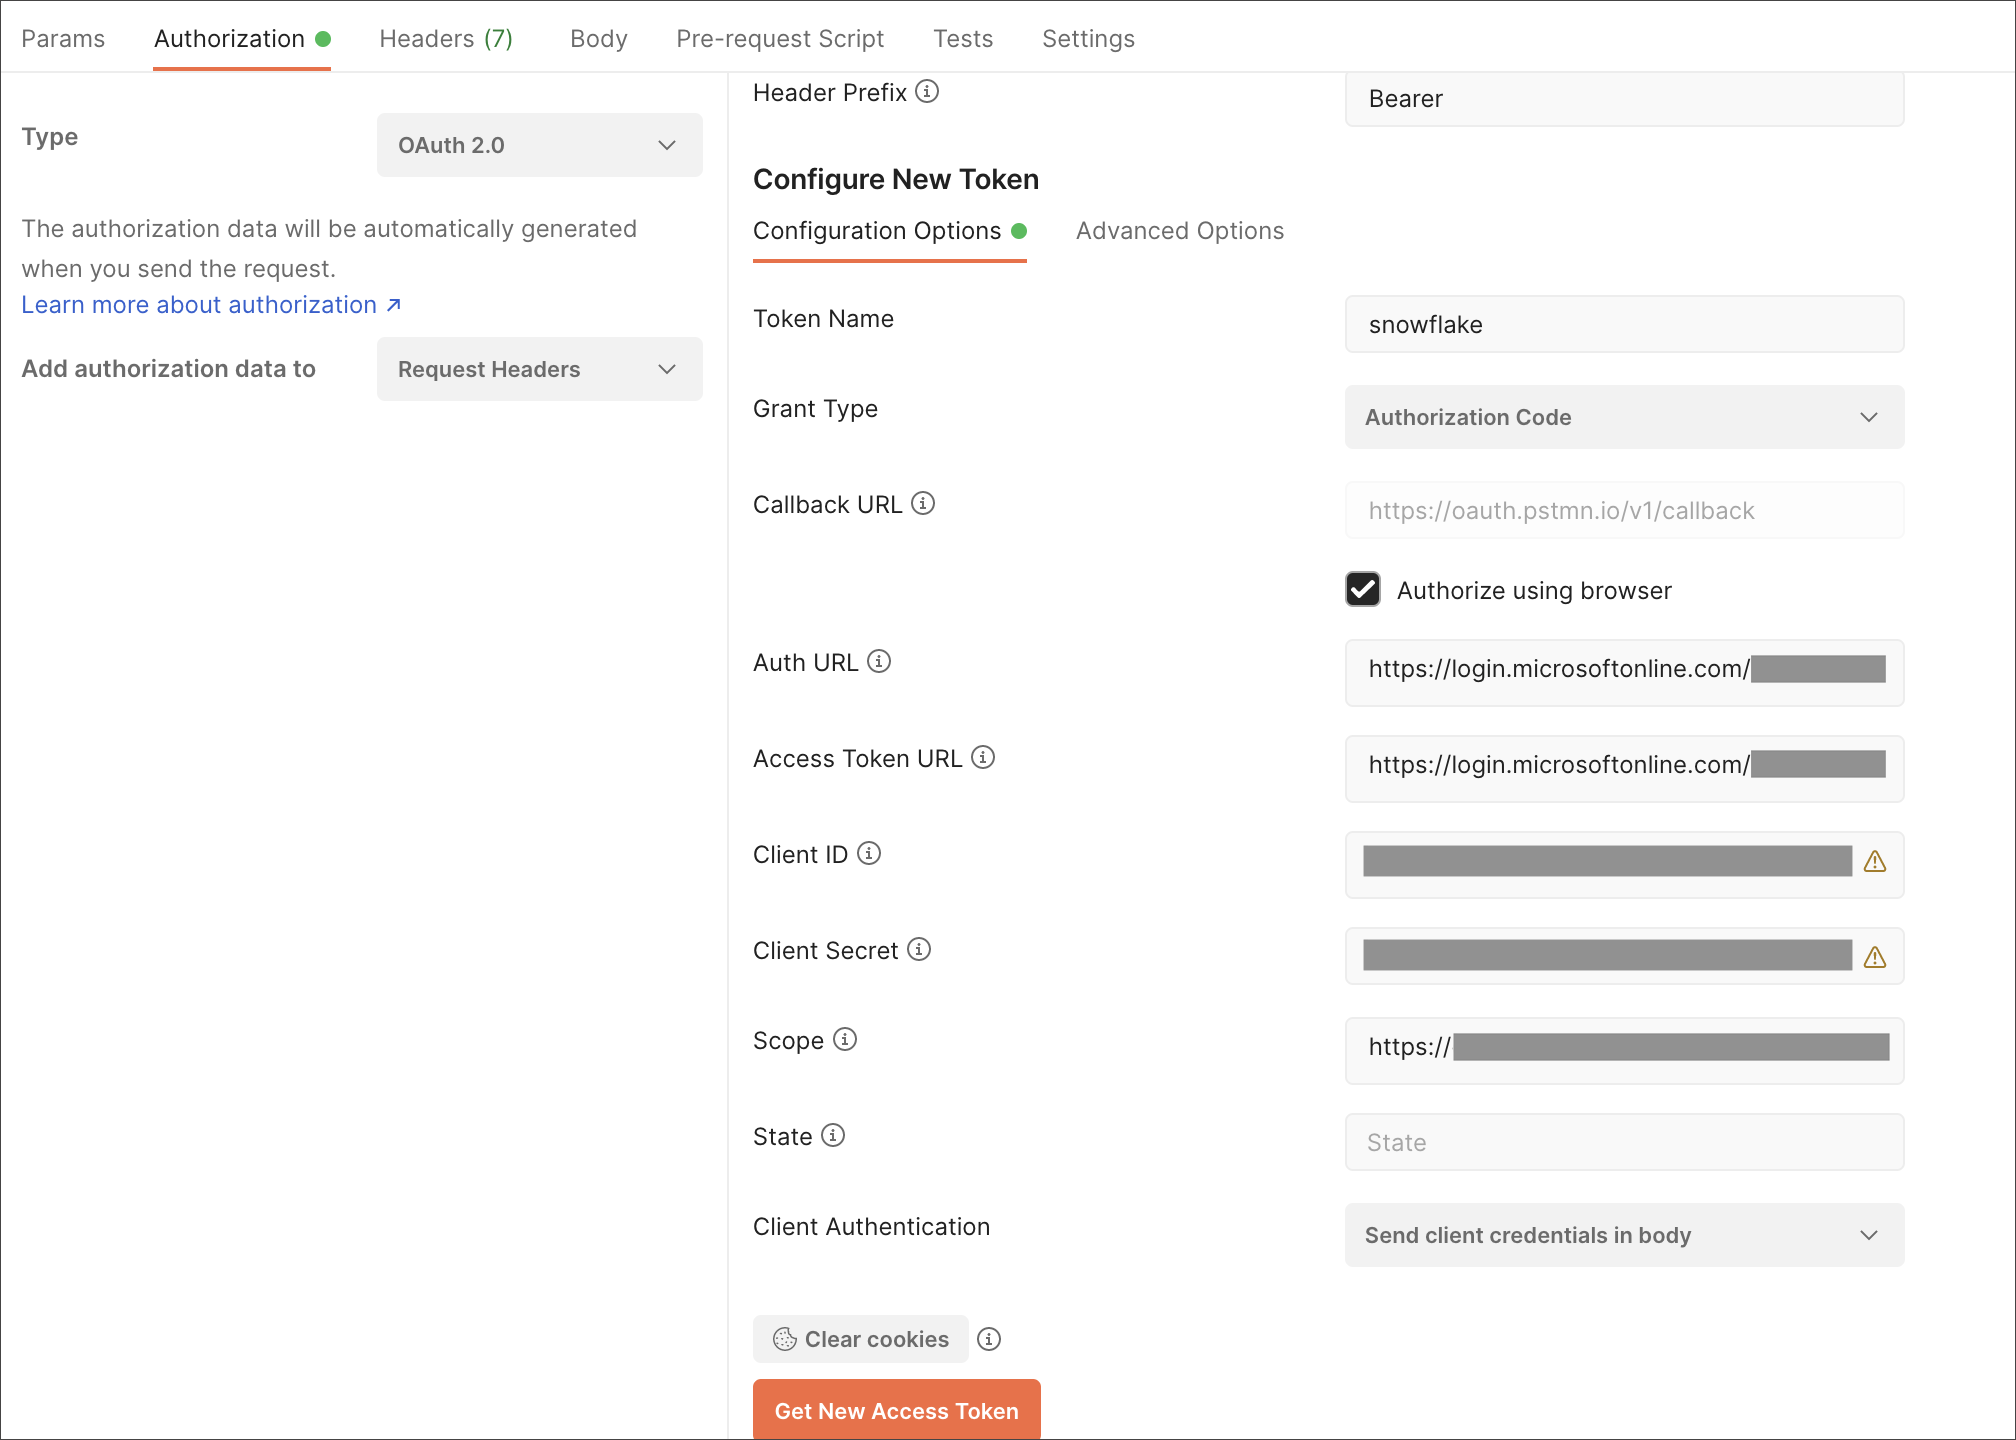 Params
Authorization
Headers (7)
Body
Pre-request Script
Tests
Settings
Type
OAuth 2.0
The authorization data will be automatically generated
when you send the request.
Learn more about authorization ↗
Add authorization data to
Request Headers
Header Prefix
Bearer
Configure New Token
Configuration Options
Advanced Options
Token Name
snowflake
Grant Type
Authorization Code
Callback URL
https://oauth.pstmn.io/v1/callback
Authorize using browser
Auth URL
https://login.microsoftonline.com/
Access Token URL
https://login.microsoftonline.com/
Client ID
Client Secret
Scope
https://
State
State
Client Authentication
Send client credentials in body
Clear cookies
Get New Access Token